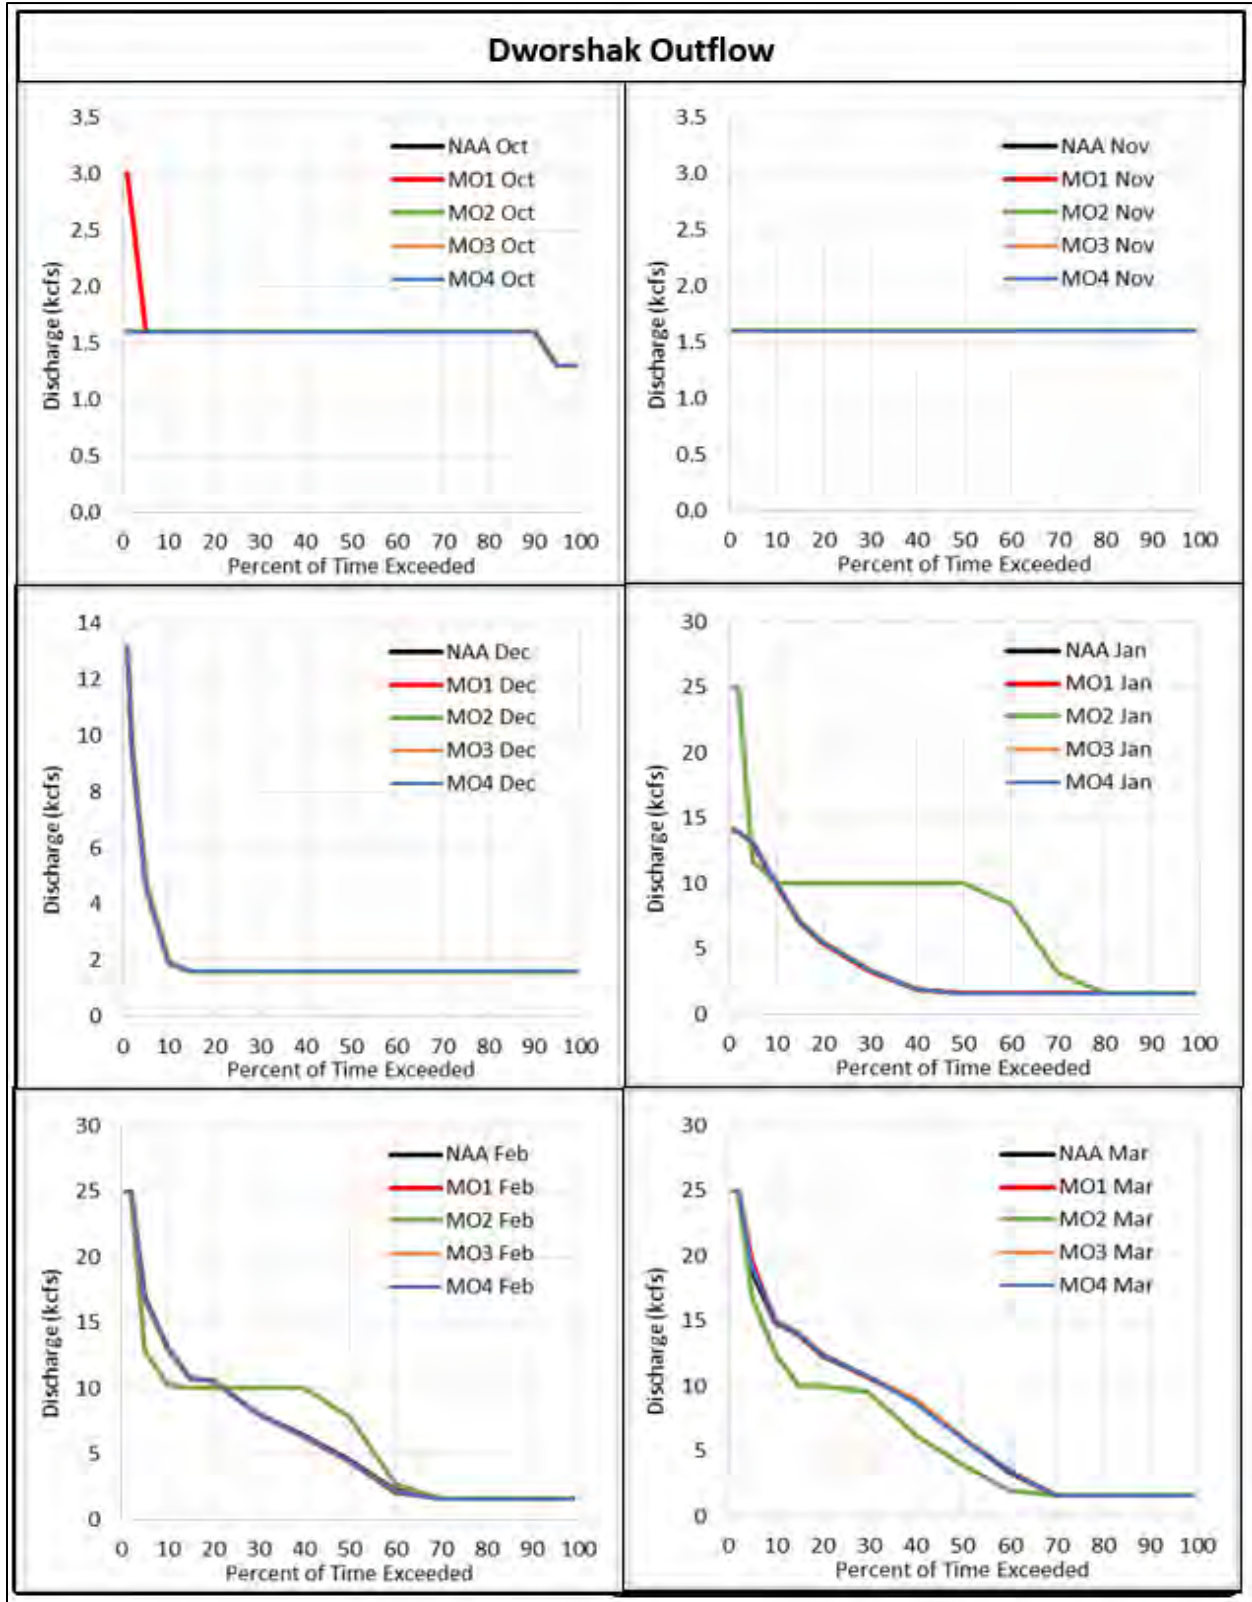 Dworshak Outflow
3.5
3.0
2.5
2.0
1.5
1.0
0.5
0.0
Discharge (kcfs)
NAA Oct
MO1 Oct
MO2 Oct
MO3 Oct
MO4 Oct
0 10 20 30 40 50 60 70 80 90 100
Percent of Time Exceeded
3.5
3.0
2.5
2.0
1.5
1.0
0.5
0.0
Discharge (kcfs)
NAA Nov
MO1 Nov
MO2 Nov
MO3 Nov
MO4 Nov
0 10 20 30 40 50 60 70 80 90 100
Percent of Time Exceeded
14
12
10
8
6
4
2
0
Discharge (kcfs)
NAA Dec
MO1 Dec
MO2 Dec
MO3 Dec
MO4 Dec
0 10 20 30 40 50 60 70 80 90 100
Percent of Time Exceeded
30
25
20
15
10
5
0
Discharge (kcfs)
NAA Jan
MO1 Jan
MO2 Jan
MO3 Jan
MO4 Jan
0 10 20 30 40 50 60 70 80 90 100
Percent of Time Exceeded
30
25
20
15
10
5
0
Discharge (kcfs)
NAA Feb
MO1 Feb
MO2 Feb
MO3 Feb
MO4 Feb
0 10 20 30 40 50 60 70 80 90 100
Percent of Time Exceeded
30
25
20
15
10
5
0
Discharge (kcfs)
NAA Mar
MO1 Mar
MO2 Mar
MO3 Mar
MO4 Mar
0 10 20 30 40 50 60 70 80 90 100
Percent of Time Exceeded